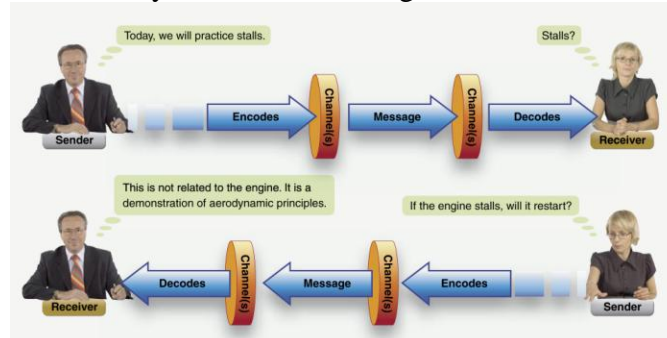 Today, we will practice stalls.
Stalls?
Encodes
Channel(s)
Message
Channel(s)
Decodes
Sender
Receiver
This is not related to the engine. It is a
demonstration of aerodynamic principles.
If the engine stalls, will it restart?
Decodes
Channel(s)
Message
Channel(s)
Encodes
Receiver
Sender